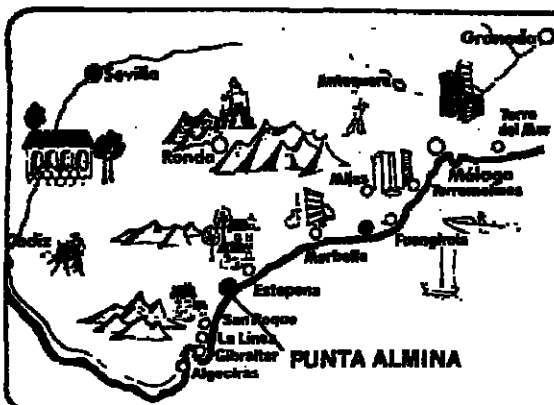 Granada
Sevilla
Antequera
Torre
del Mar
Ronda
Málaga
Mijas
Torremolinos
Cadiz
Fuengirola
Marbella
Estepona
San Roque
La Linea
Gibraltar
Algeciras
PUNTA ALMINA